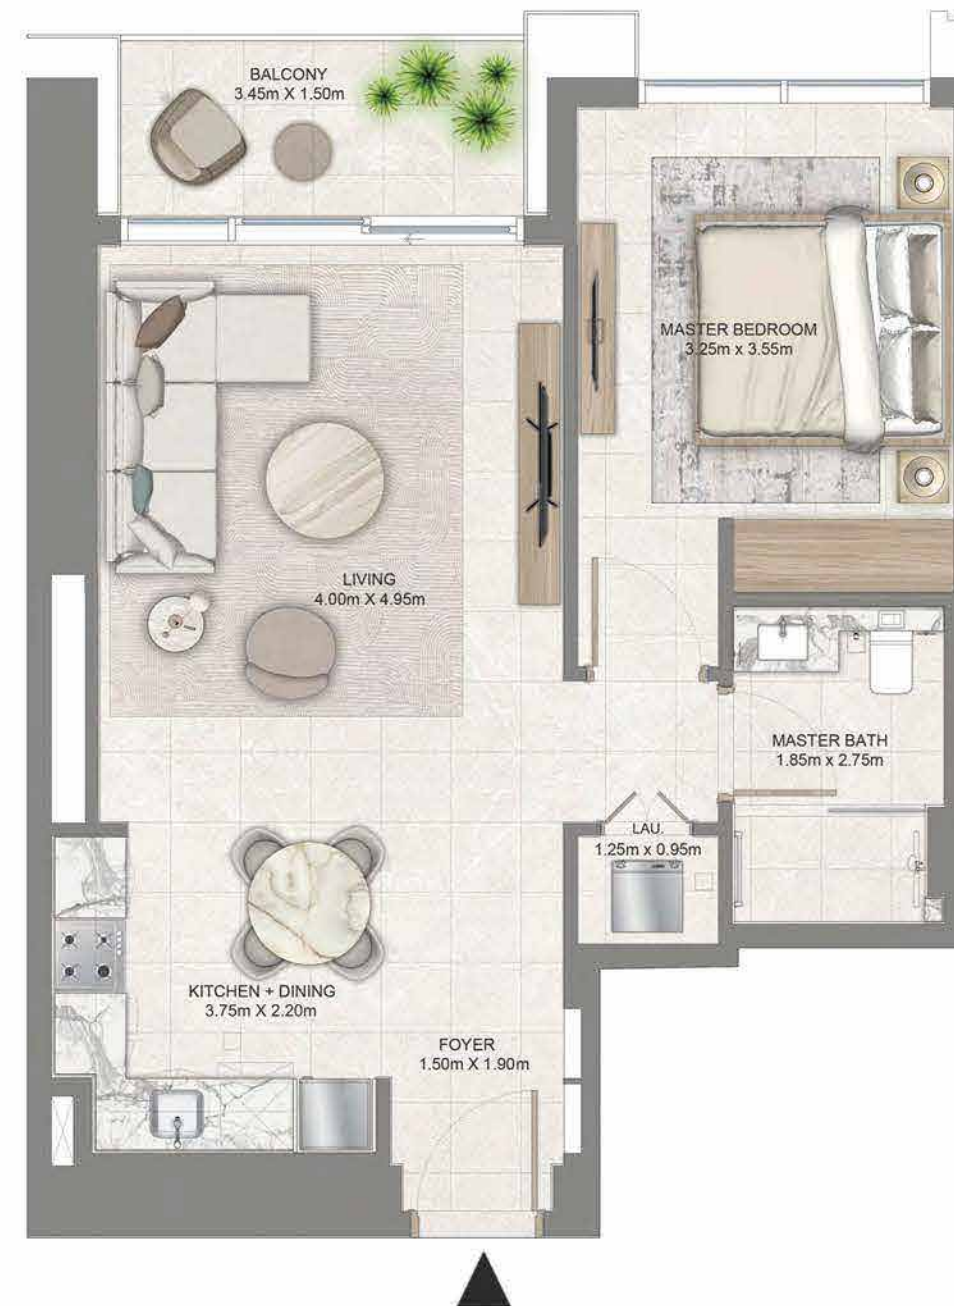 BALCONY
3.45m X 1.50m
MASTER BEDROOM
3.25m x 3.55m
LIVING
4.00m X 4.95m
MASTER BATH
1.85m x 2.75m
LAU.
1.25m x 0.95m
KITCHEN + DINING
3.75m X 2.20m
FOYER
1.50m X 1.90m